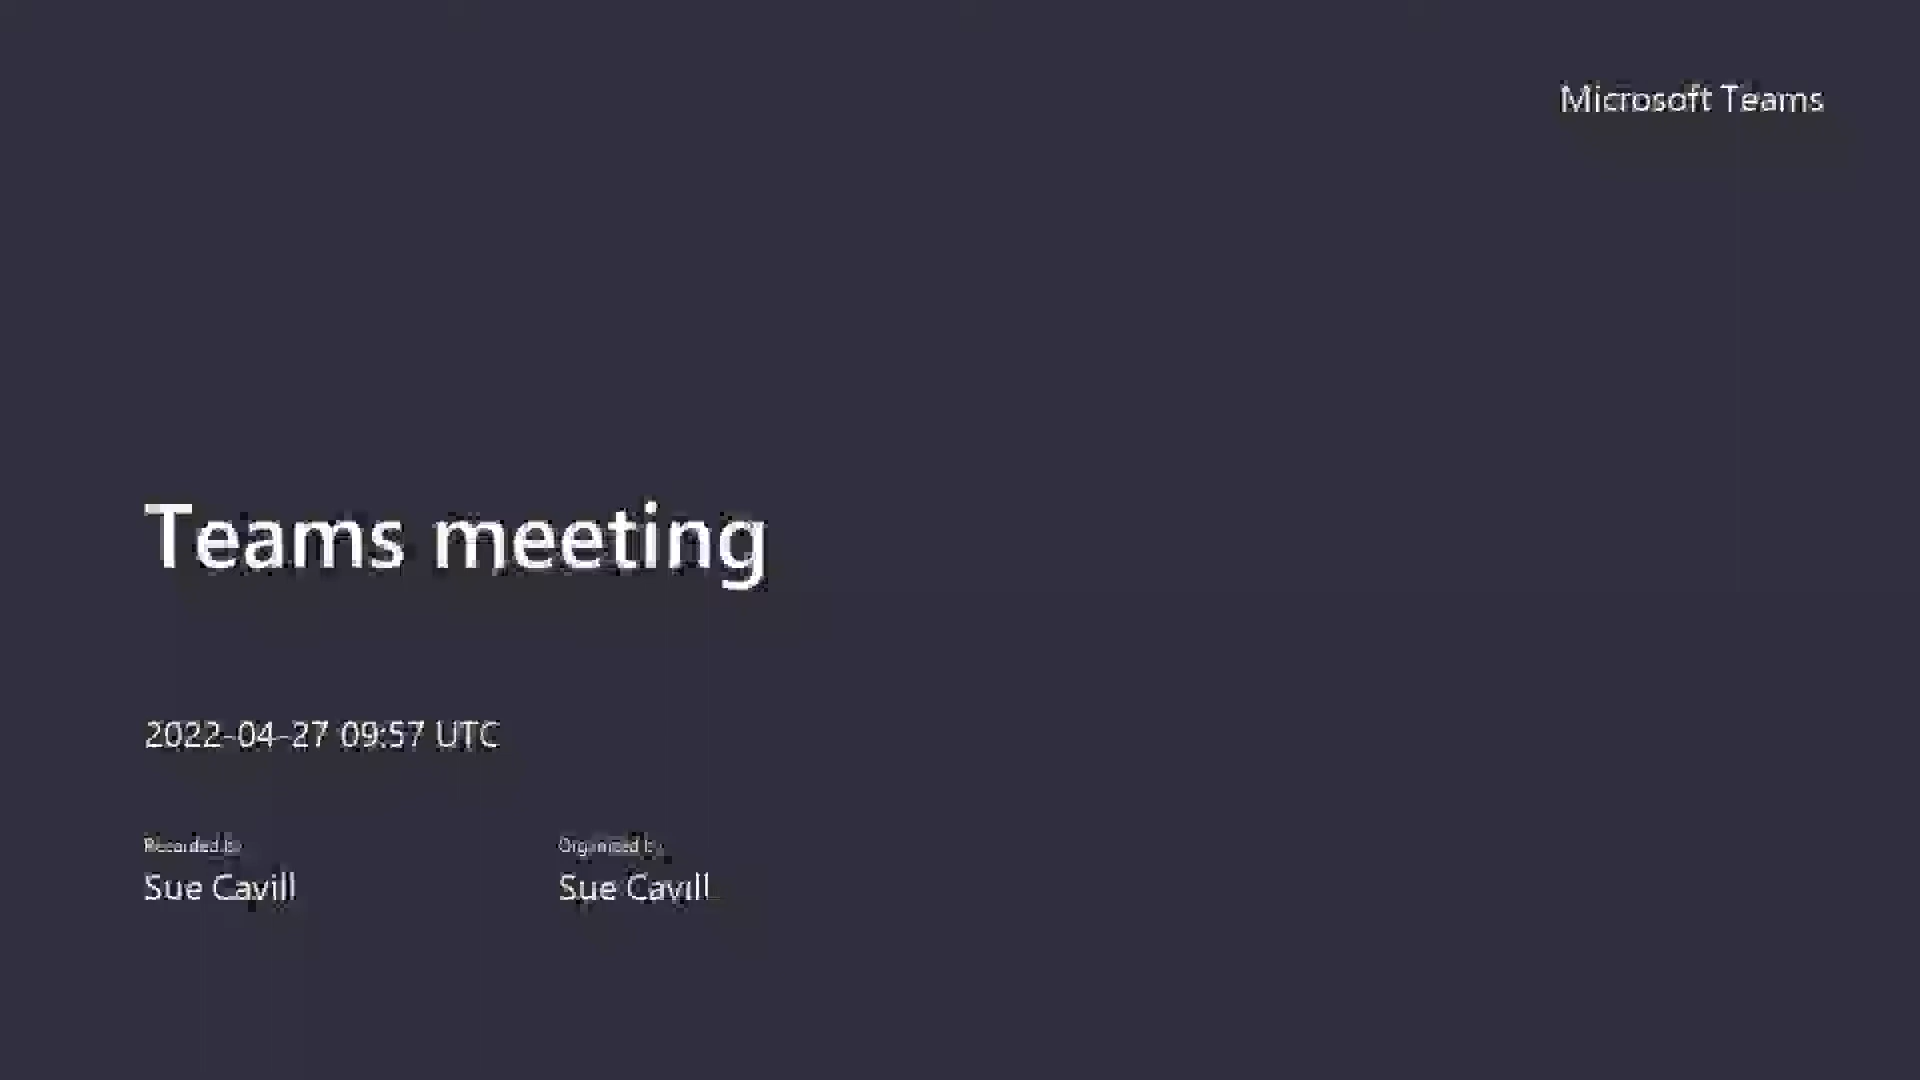 Microsoft Teams
Teams meeting
2022-04-27 09:57 UTC
Recorded by
Organized by
Sue Cavill
Sue Cavill